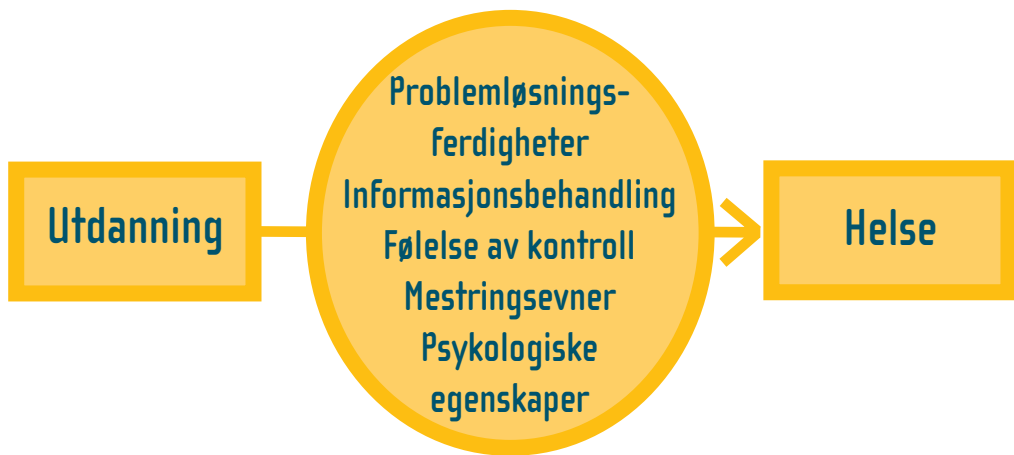 Utdanning
Problemløsnings-
ferdigheter
Informasjonsbehandling
Følelse av kontroll
Mestringsevner
Psykologiske
egenskaper
Helse